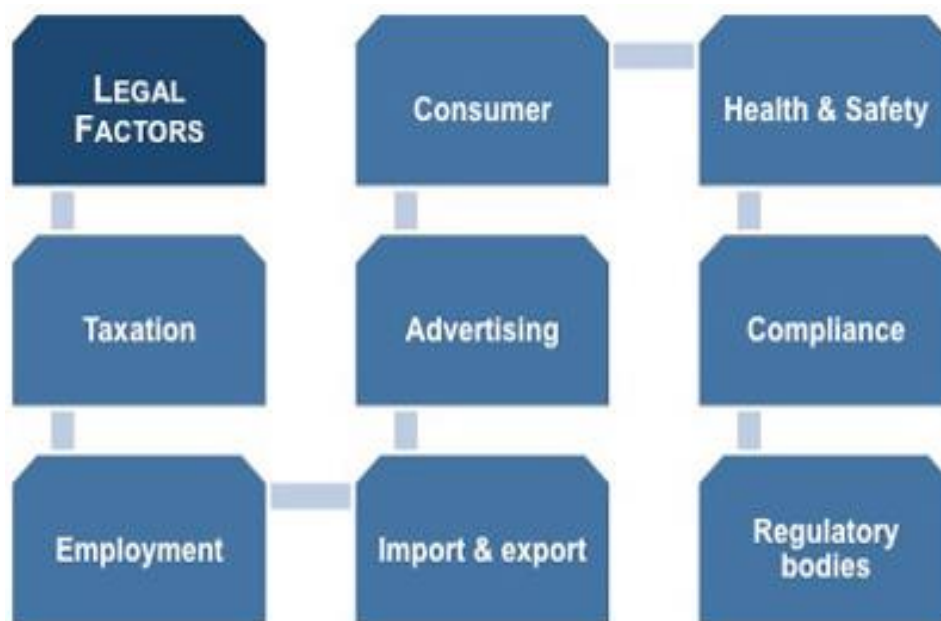 LEGAL
FACTORS
Taxation
Employment
Import & export
Advertising
Consumer
Health & Safety
Compliance
Regulatory
bodies